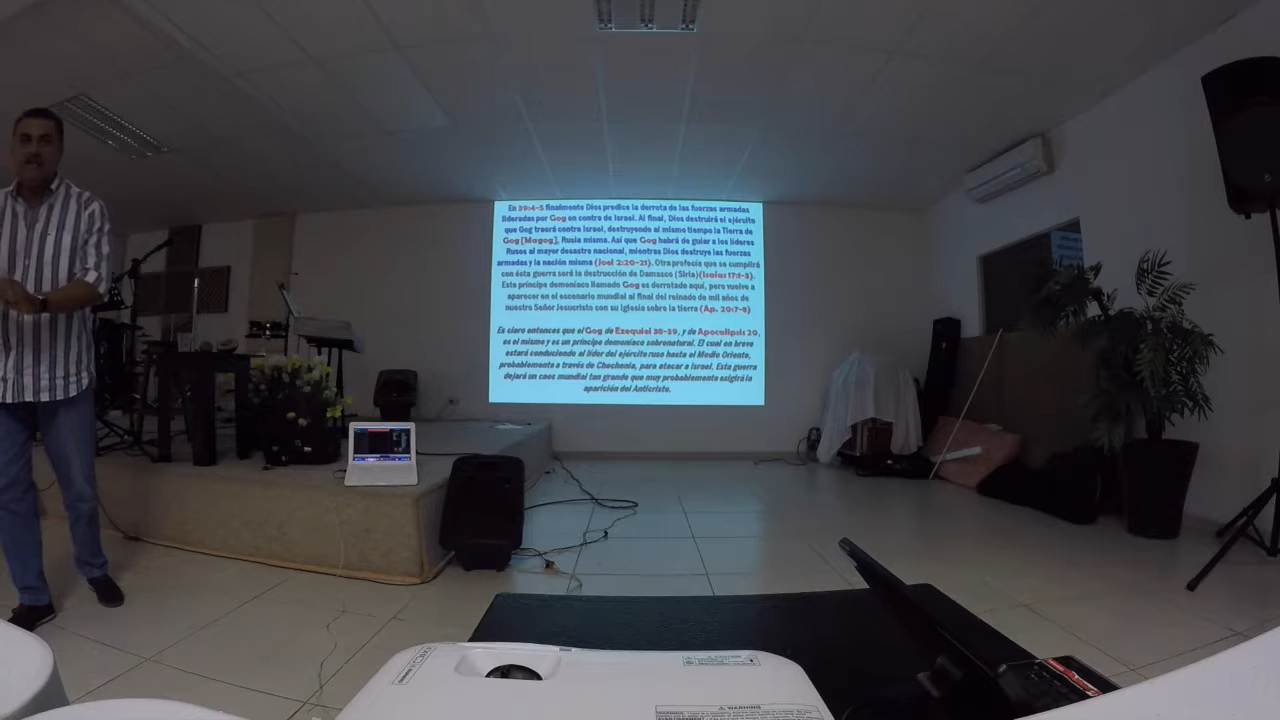 En 39:4-5 finalmente Dios predice la derrota de las fuerzas armadas
lideradas por Gog en contra de Israel. Al final, Dios destruirá el ejército
que Gog traerá contra Israel, destruyendo al mismo tiempo la Tierra de
Gog [Magog], Rusia misma. Así que Gog habrá de guiar a los líderes
Rusos al mayor desastre nacional, mientras Dios destruye las fuerzas
armadas y la nación misma (Joel 2:20-21). Otra profecía que se cumplirá
con ésta guerra será la destrucción de Damasco (Siria)(Isaías 17:1-3).
Este príncipe demoníaco llamado Gog es derrotado aquí, pero vuelve a
aparecer en el escenario mundial al final del reinado de mil años de
nuestro Señor Jesucristo con su Iglesia sobre la tierra (Ap. 20:7-8)
Es claro entonces que el Gog de Ezequiel 38-39, y de Apocalipsis 20,
es el mismo y es un príncipe demoníaco sobrenatural. El cual en breve
estará conduciendo al líder del ejército ruso hasta el Medio Oriente,
probablemente a través de Chechenia, para atacar a Israel. Esta guerra
dejará un caos mundial tan grande que muy probablemente exigirá la
aparición del Anticristo.
WARNING